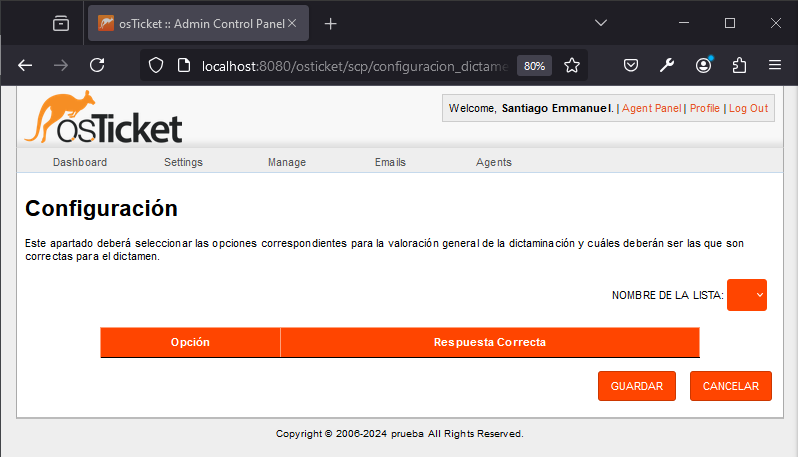 osTicket :: Admin Control Panel
localhost:8080/osticket/scp/configuracion_dictame
80%
osTicket
Welcome, Santiago Emmanuel. | Agent Panel | Profile | Log Out
Dashboard Settings Manage Emails Agents
Configuración
Este apartado deberá seleccionar las opciones correspondientes para la valoración general de la dictaminación y cuáles deberán ser las que son
correctas para el dictamen.
NOMBRE DE LA LISTA:
Opción Respuesta Correcta
GUARDAR CANCELAR
Copyright © 2006-2024 prueba All Rights Reserved.